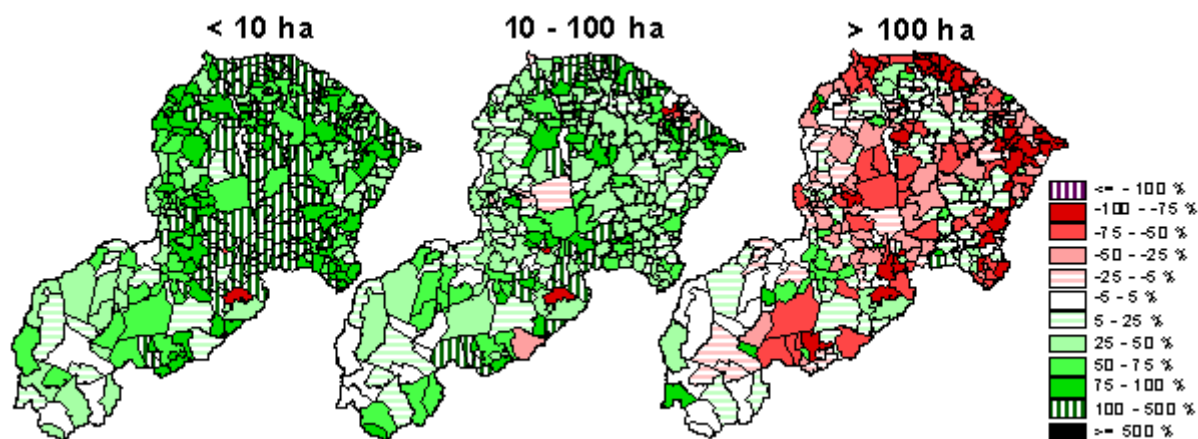 < 10 ha
10 - 100 ha
> 100 ha
<= - 100 %
-100 - -75 %
-75 - -50 %
-50 - -25 %
-25 - -5 %
-5 - 5 %
5 - 25 %
25 - 50 %
50 - 75 %
75 - 100 %
100 - 500 %
>= 500 %